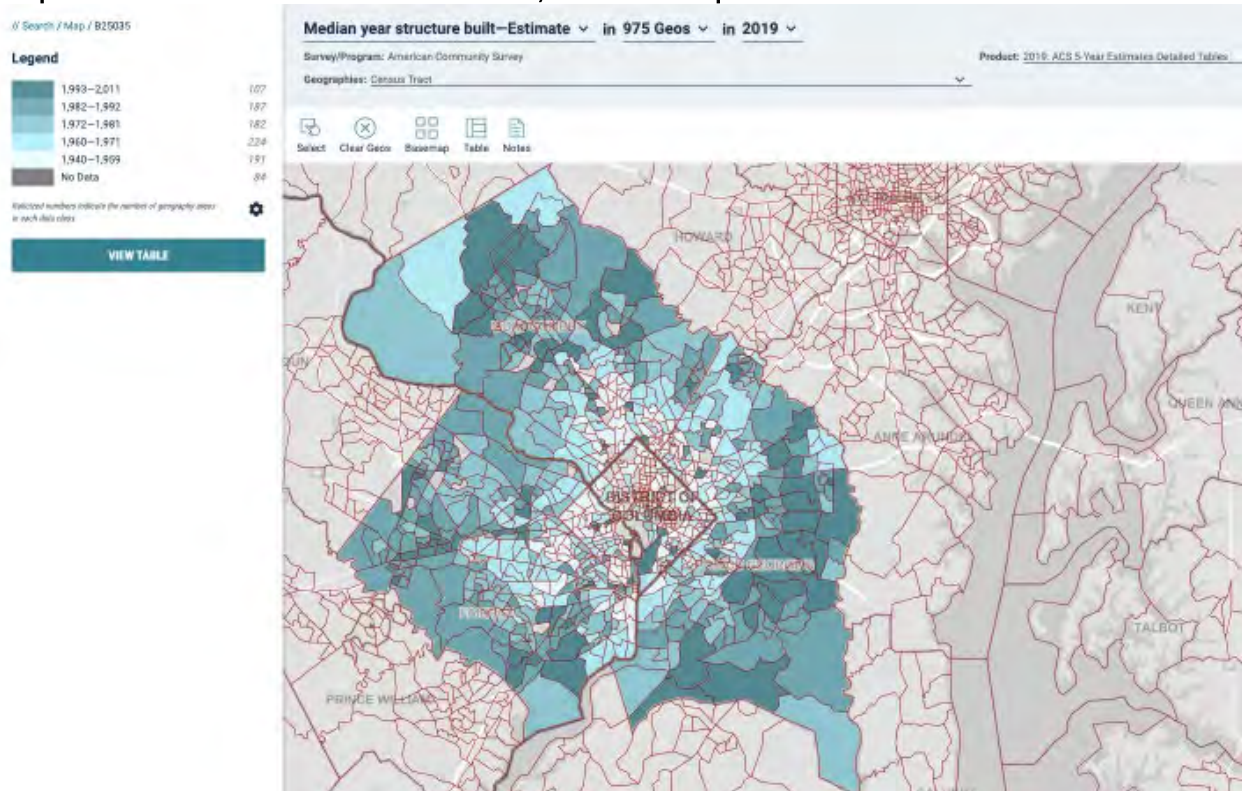 // Search / Map / B25035
Legend
1,993–2,011 107
1,982–1,992 187
1,972–1,981 182
1,960–1,971 224
1,940–1,959 191
No Data 84
Italicized numbers indicate the number of geography areas
in each data class
VIEW TABLE
Median year structure built—Estimate in 975 Geos in 2019
Survey/Program: American Community Survey
Product: 2019: ACS 5-Year Estimates Detailed Tables
Geographies: Census Tract
Select Clear Geos Basemap Table Notes
HOWARD
KENT
QUEEN ANN
ANNE ARUNDEL
DISTRICT OF
COLUMBIA
TALBOT
PRINCE WILLIAM